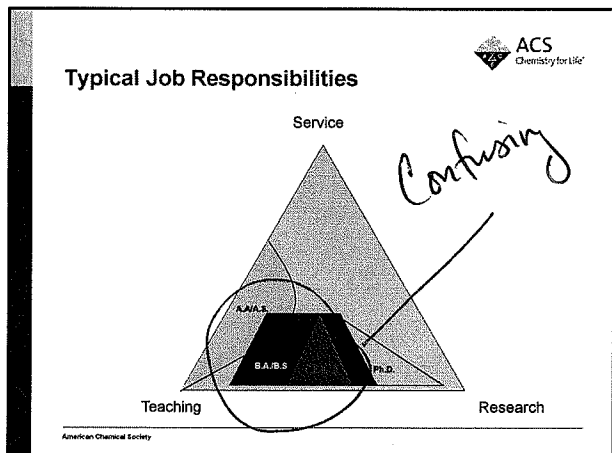 ACS
Chemistry for Life®
Typical Job Responsibilities
Service
Confusing
A.A/A.S.
B.A./B.S
Ph.D.
Teaching
Research
American Chemical Society